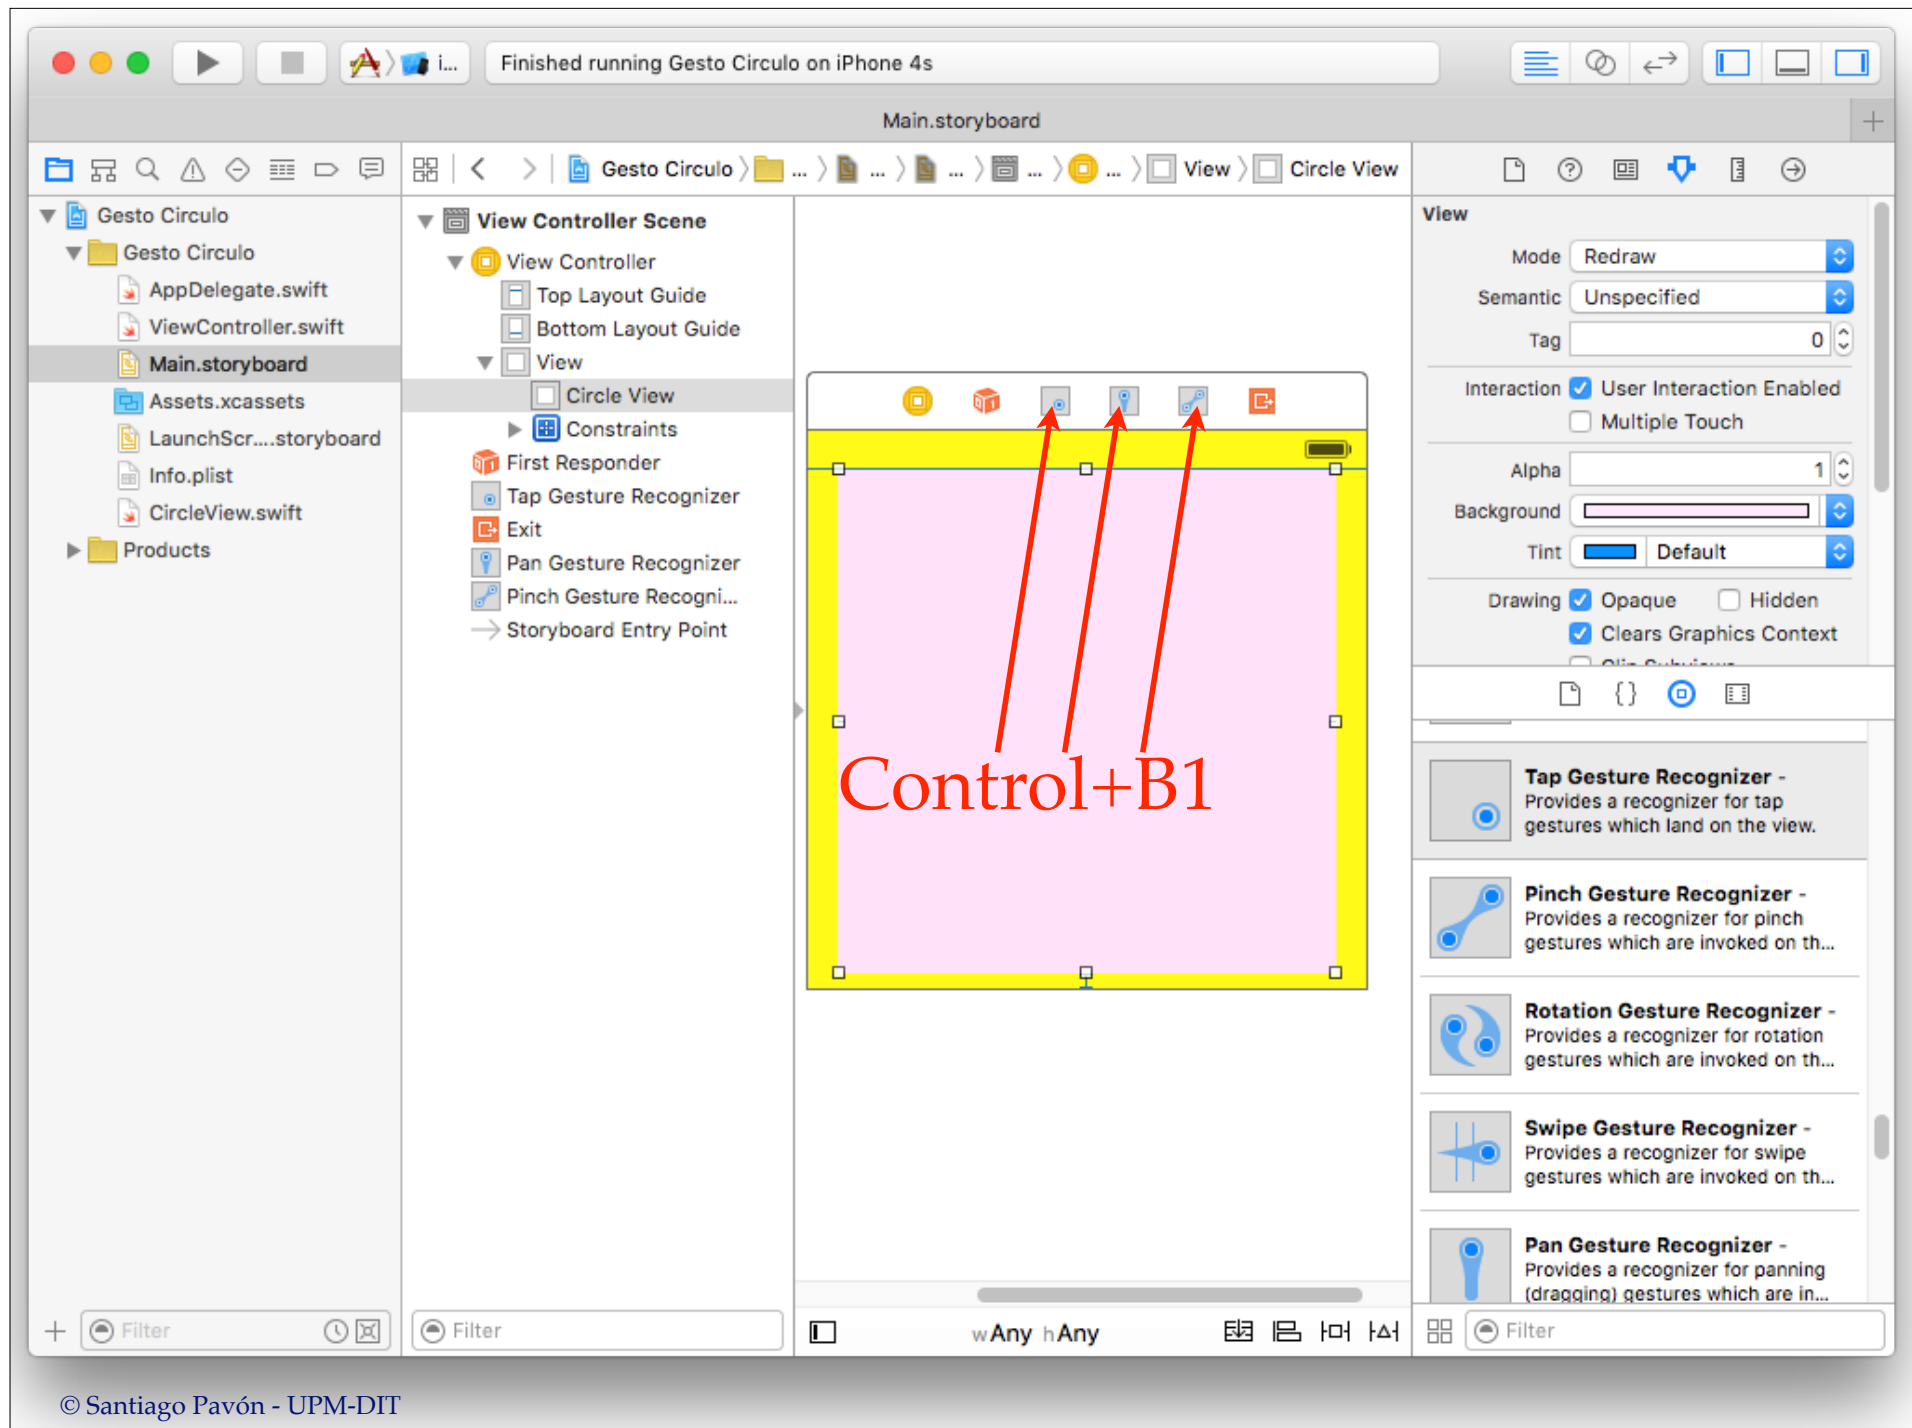 i...
Finished running Gesto Circulo on iPhone 4s
Main.storyboard
Gesto Circulo
...
...
...
...
...
View
Circle View
Gesto Circulo
Gesto Circulo
AppDelegate.swift
ViewController.swift
Main.storyboard
Assets.xcassets
LaunchScr....storyboard
Info.plist
CircleView.swift
Products
Filter
View Controller Scene
View Controller
Top Layout Guide
Bottom Layout Guide
View
Circle View
Constraints
First Responder
Tap Gesture Recognizer
Exit
Pan Gesture Recognizer
Pinch Gesture Recogni...
Storyboard Entry Point
Filter
Control+B1
wAny hAny
View
Mode Redraw
Semantic Unspecified
Tag 0
Interaction User Interaction Enabled
Multiple Touch
Alpha 1
Background
Tint Default
Drawing Opaque Hidden
Clears Graphics Context
Clip Subviews
{}
Tap Gesture Recognizer -
Provides a recognizer for tap
gestures which land on the view.
Pinch Gesture Recognizer -
Provides a recognizer for pinch
gestures which are invoked on th...
Rotation Gesture Recognizer -
Provides a recognizer for rotation
gestures which are invoked on th...
Swipe Gesture Recognizer -
Provides a recognizer for swipe
gestures which are invoked on th...
Pan Gesture Recognizer -
Provides a recognizer for panning
(dragging) gestures which are in...
Filter
© Santiago Pavón - UPM-DIT